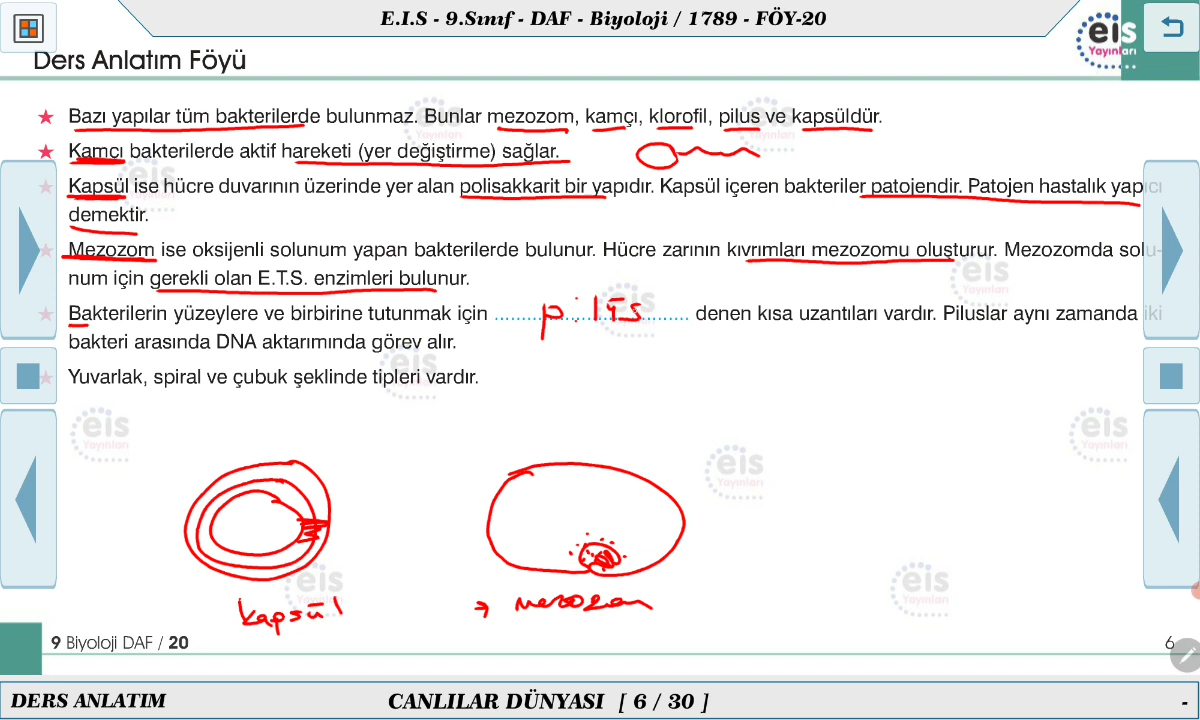 E.I.S - 9.Sınıf - DAF - Biyoloji / 1789 - FÖY-20
eis
Yayınları
Ders Anlatım Föyü
★ Bazı yapılar tüm bakterilerde bulunmaz. Bunlar mezozom, kamçı, klorofil, pilus ve kapsüldür.
★ Kamçı bakterilerde aktif hareketi (yer değiştirme) sağlar.
★ Kapsül ise hücre duvarının üzerinde yer alan polisakkarit bir yapıdır. Kapsül içeren bakteriler patojendir. Patojen hastalık yapıcı
demektir.
★ Mezozom ise oksijenli solunum yapan bakterilerde bulunur. Hücre zarının kıvrımları mezozomu oluşturur. Mezozomda solu-
num için gerekli olan E.T.S. enzimleri bulunur.
★ Bakterilerin yüzeylere ve birbirine tutunmak için .................................. denen kısa uzantıları vardır. Piluslar aynı zamanda iki
bakteri arasında DNA aktarımında görev alır.
★ Yuvarlak, spiral ve çubuk şeklinde tipleri vardır.
kapsül
→ mezozom
9 Biyoloji DAF / 20
6
DERS ANLATIM CANLILAR DÜNYASI [ 6 / 30 ] -